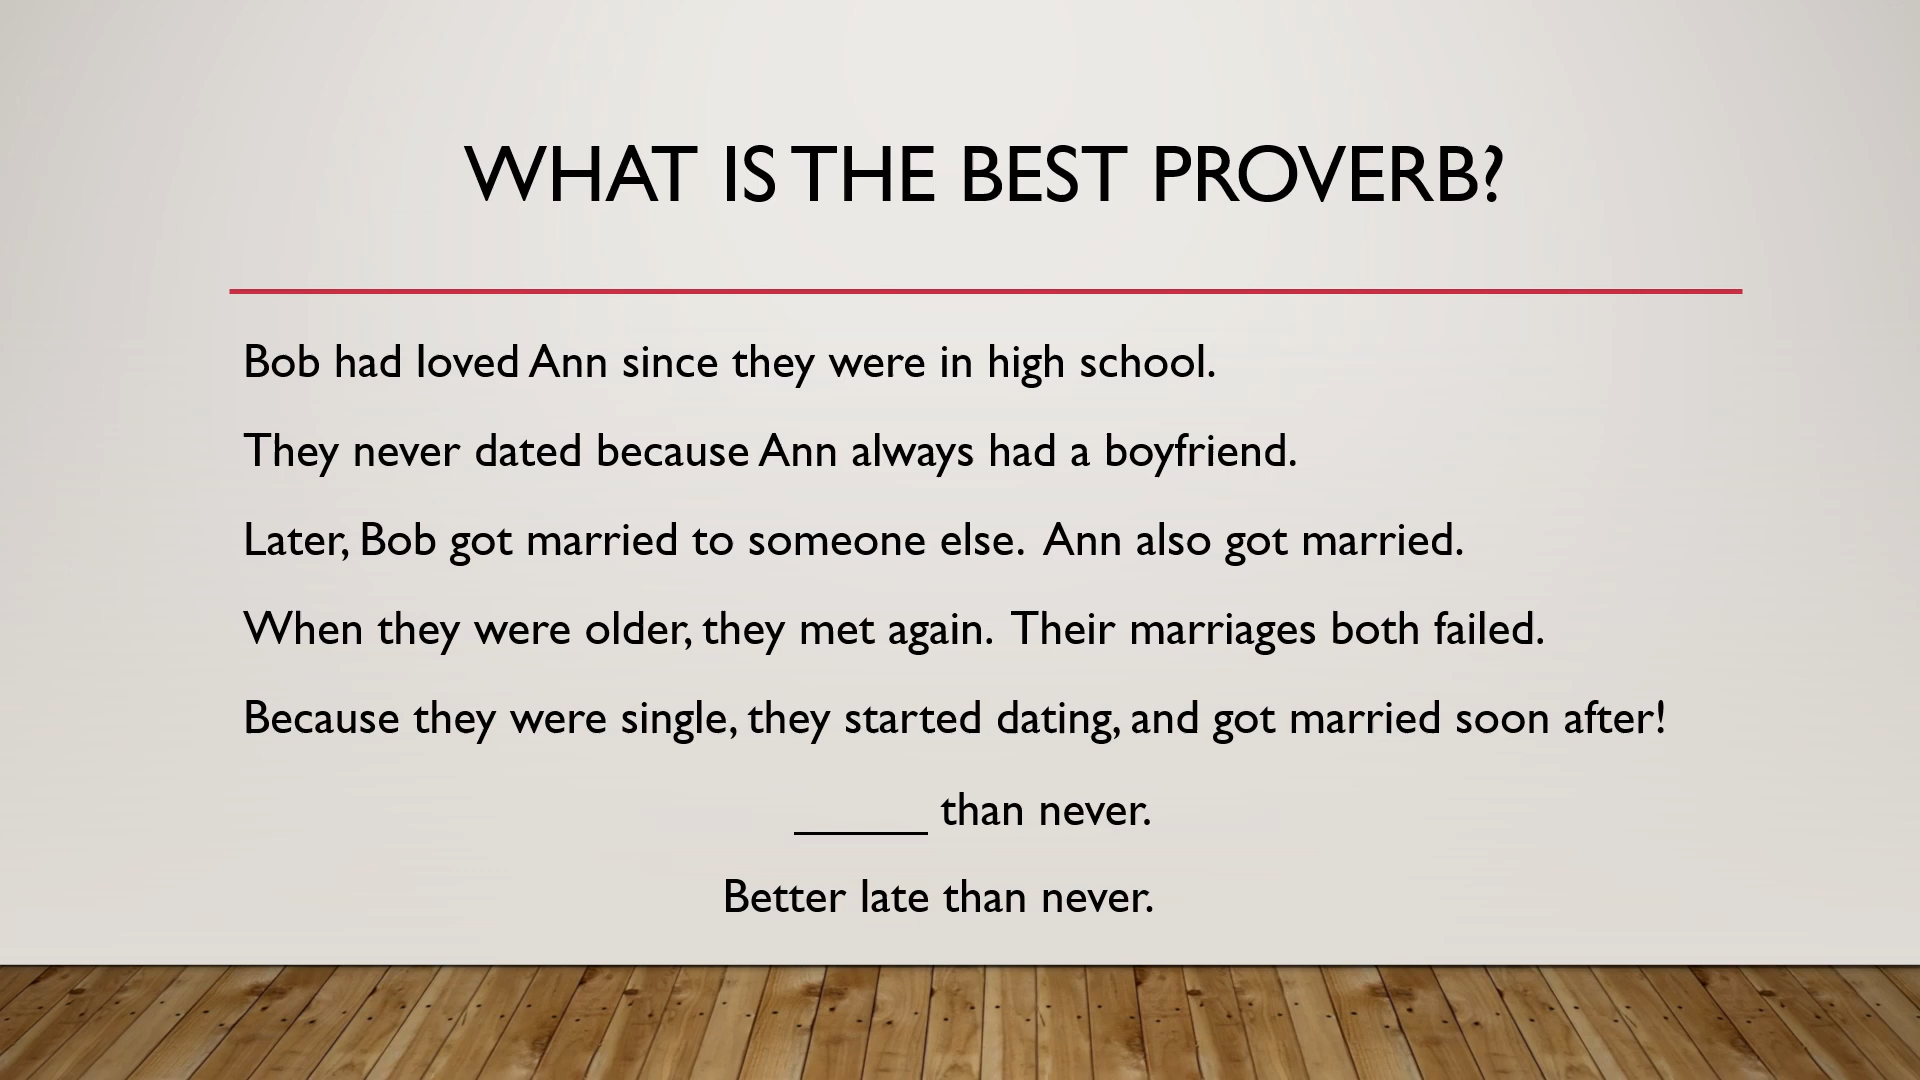 WHAT IS THE BEST PROVERB?
Bob had loved Ann since they were in high school.
They never dated because Ann always had a boyfriend.
Later, Bob got married to someone else.  Ann also got married.
When they were older, they met again.  Their marriages both failed.
Because they were single, they started dating, and got married soon after!
______ than never.
Better late than never.